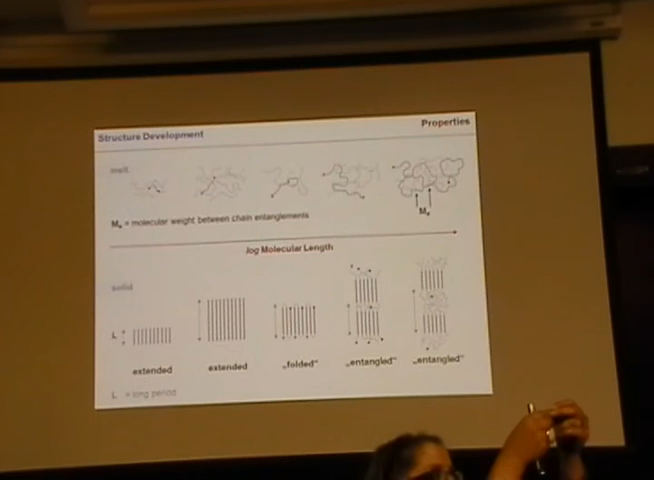 Structure Development
Properties
melt
Me = molecular weight between chain entanglements
Me
log Molecular Length
solid
L
extended
extended
„folded“
„entangled“
„entangled“
L = long period